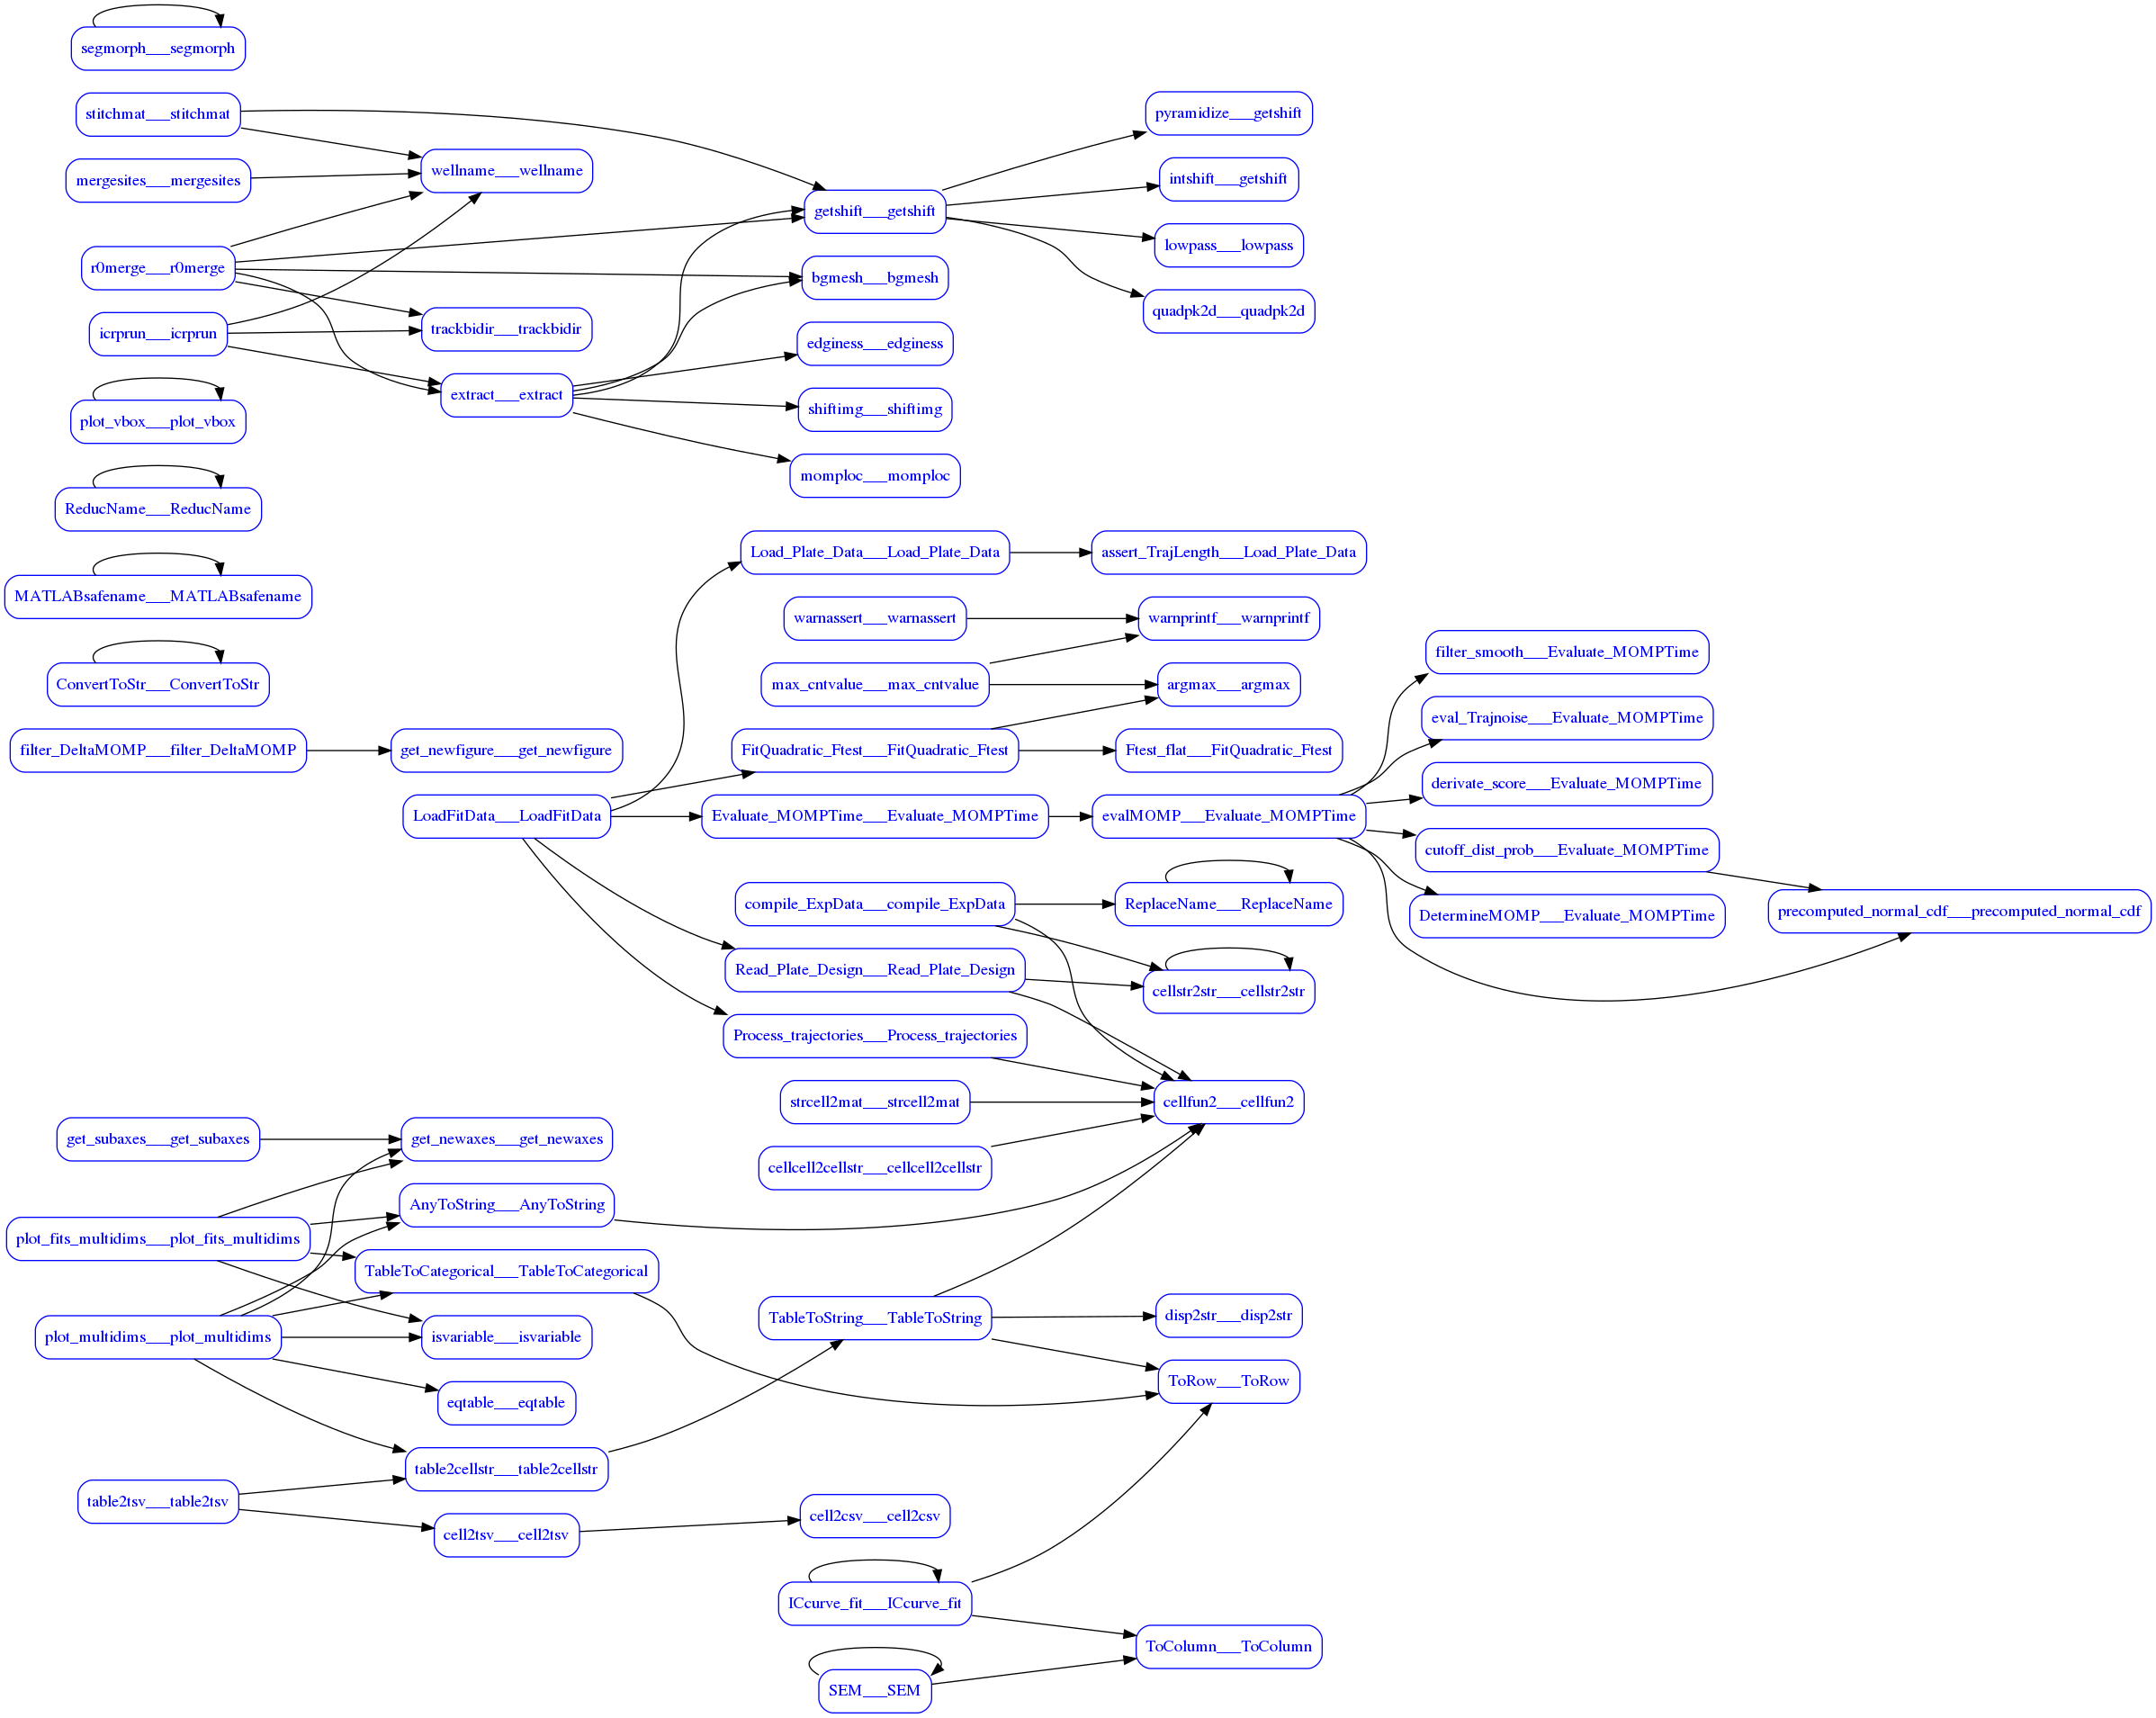 segmorph___segmorph
stitchmat___stitchmat
mergesites___mergesites
r0merge___r0merge
icrprun___icrprun
plot_vbox___plot_vbox
ReducName___ReducName
MATLABsafename___MATLABsafename
ConvertToStr___ConvertToStr
filter_DeltaMOMP___filter_DeltaMOMP
get_subaxes___get_subaxes
plot_fits_multidims___plot_fits_multidims
plot_multidims___plot_multidims
table2tsv___table2tsv
wellname___wellname
trackbidir___trackbidir
extract___extract
get_newfigure___get_newfigure
LoadFitData___LoadFitData
get_newaxes___get_newaxes
AnyToString___AnyToString
TableToCategorical___TableToCategorical
isvariable___isvariable
eqtable___eqtable
table2cellstr___table2cellstr
cell2tsv___cell2tsv
getshift___getshift
bgmesh___bgmesh
edginess___edginess
shiftimg___shiftimg
momploc___momploc
Load_Plate_Data___Load_Plate_Data
warnassert___warnassert
max_cntvalue___max_cntvalue
FitQuadratic_Ftest___FitQuadratic_Ftest
Evaluate_MOMPTime___Evaluate_MOMPTime
compile_ExpData___compile_ExpData
Read_Plate_Design___Read_Plate_Design
Process_trajectories___Process_trajectories
strcell2mat___strcell2mat
cellcell2cellstr___cellcell2cellstr
TableToString___TableToString
cell2csv___cell2csv
ICcurve_fit___ICcurve_fit
SEM___SEM
pyramidize___getshift
intshift___getshift
lowpass___lowpass
quadpk2d___quadpk2d
assert_TrajLength___Load_Plate_Data
warnprintf___warnprintf
argmax___argmax
Ftest_flat___FitQuadratic_Ftest
evalMOMP___Evaluate_MOMPTime
ReplaceName___ReplaceName
cellstr2str___cellstr2str
cellfun2___cellfun2
disp2str___disp2str
ToRow___ToRow
ToColumn___ToColumn
filter_smooth___Evaluate_MOMPTime
eval_Trajnoise___Evaluate_MOMPTime
derivate_score___Evaluate_MOMPTime
cutoff_dist_prob___Evaluate_MOMPTime
DetermineMOMP___Evaluate_MOMPTime
precomputed_normal_cdf___precomputed_normal_cdf